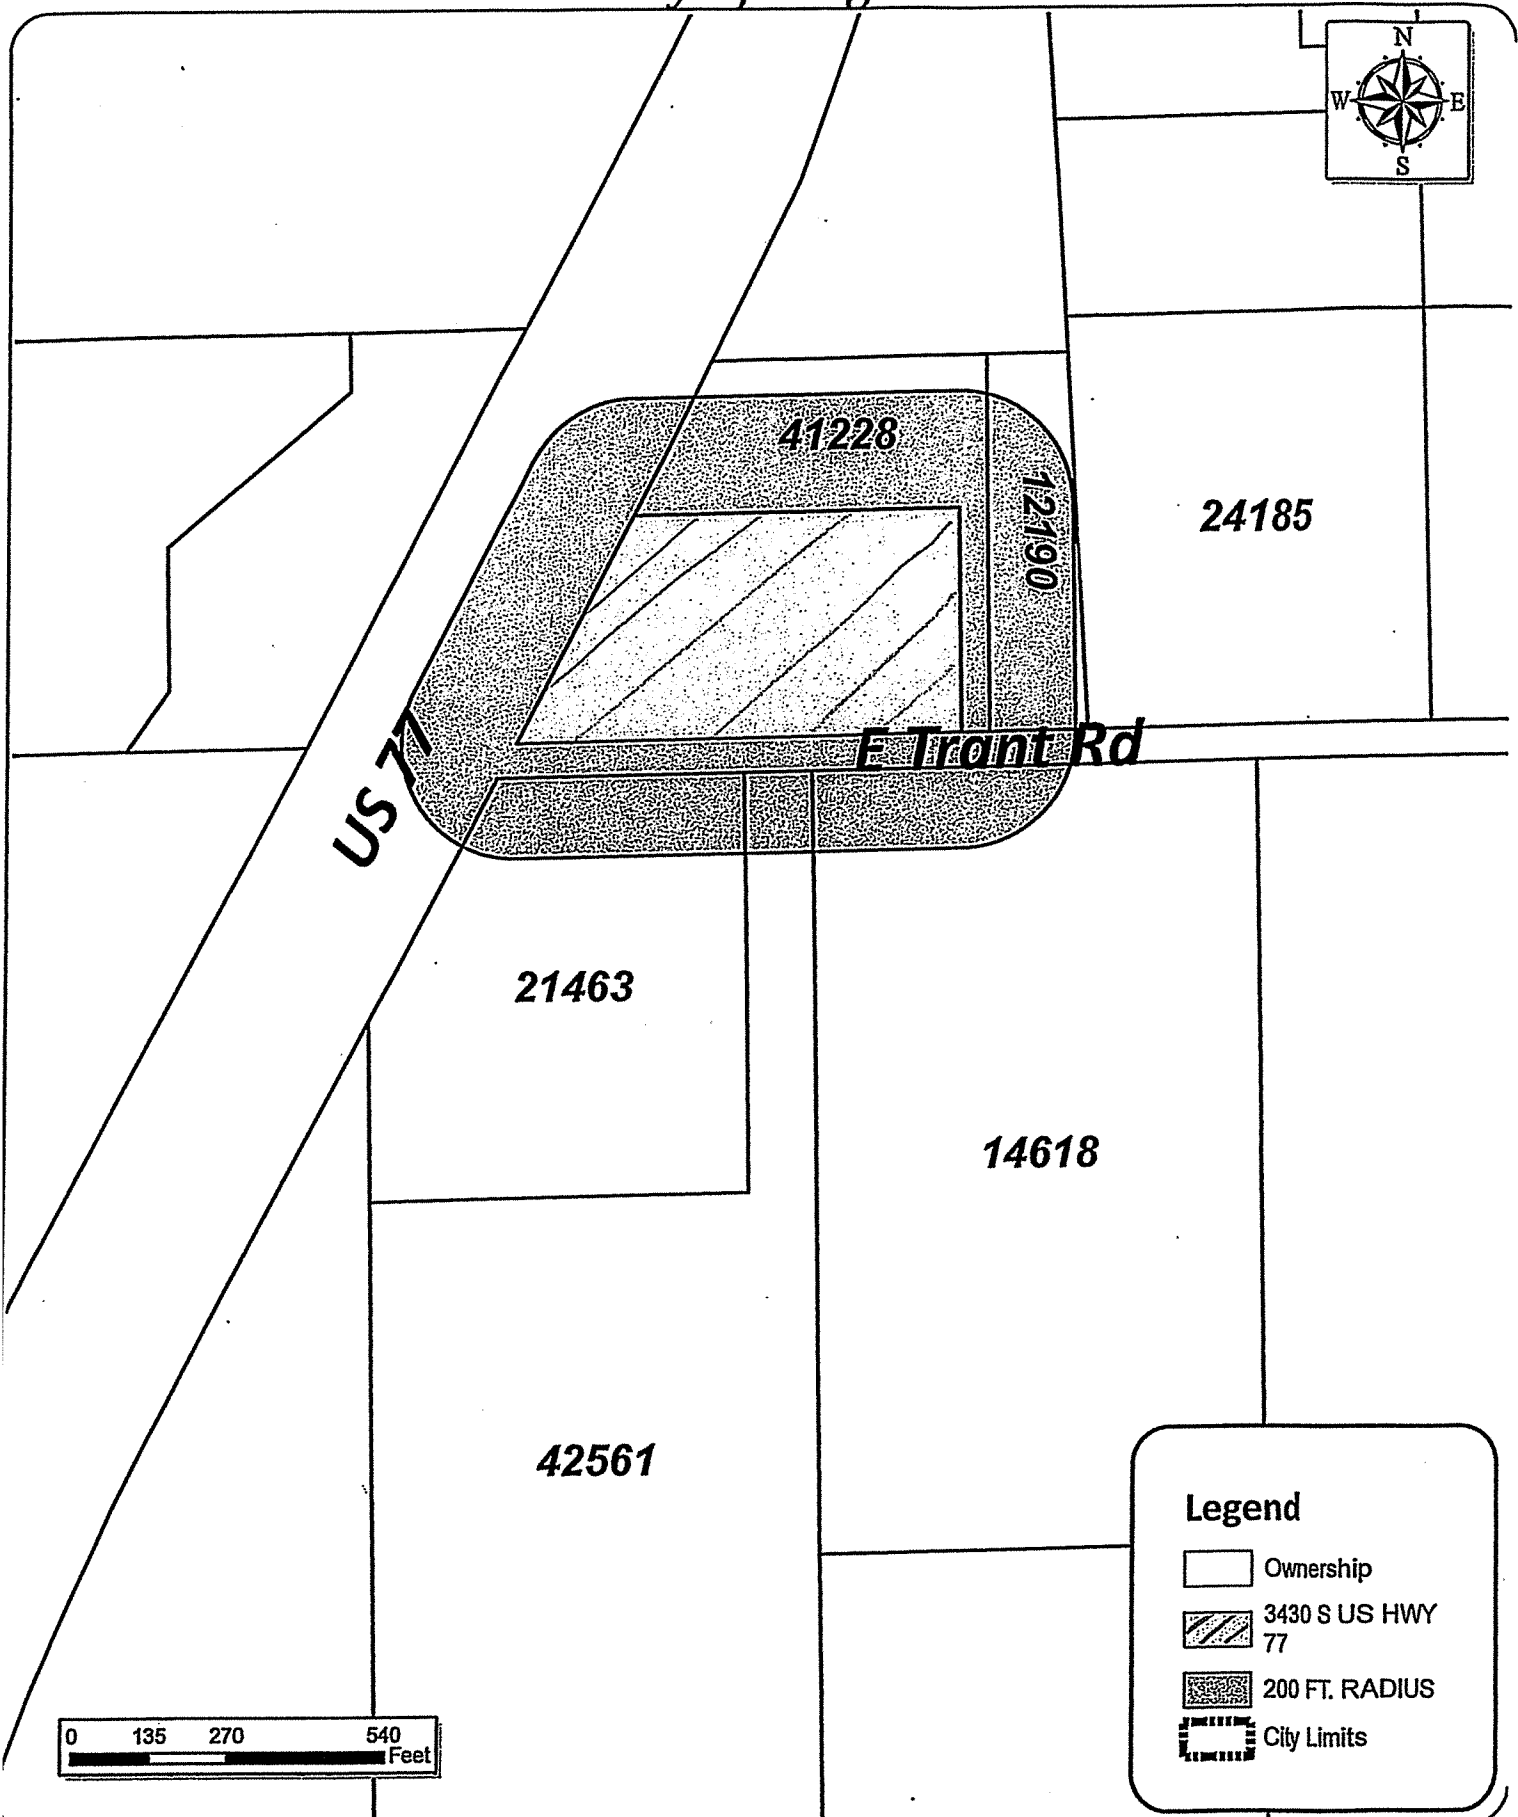 N
W E
S
41228
12190
24185
E Trant Rd
US 77
21463
14618
42561
Legend
Ownership
3430 S US HWY
77
200 FT. RADIUS
City Limits
0 135 270 540
Feet